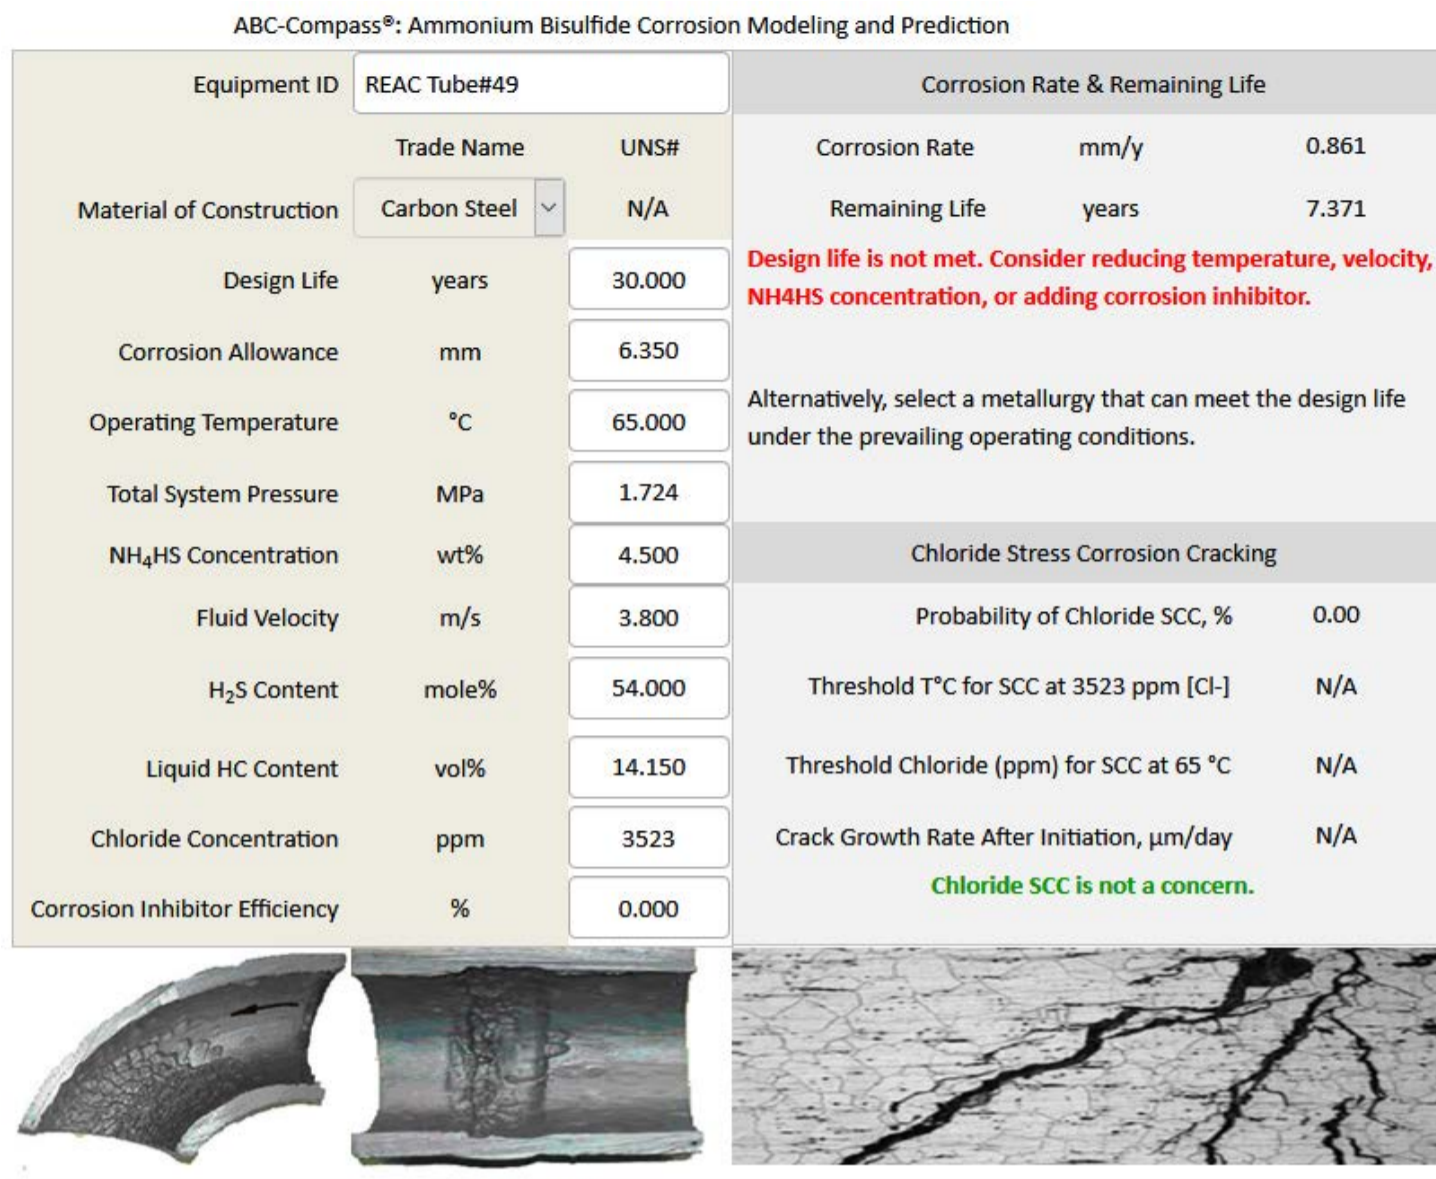 ABC-Compass®: Ammonium Bisulfide Corrosion Modeling and Prediction
Equipment ID REAC Tube#49
Trade Name UNS#
Material of Construction Carbon Steel N/A
Design Life years 30.000
Corrosion Allowance mm 6.350
Operating Temperature °C 65.000
Total System Pressure MPa 1.724
NH₄HS Concentration wt% 4.500
Fluid Velocity m/s 3.800
H₂S Content mole% 54.000
Liquid HC Content vol% 14.150
Chloride Concentration ppm 3523
Corrosion Inhibitor Efficiency % 0.000
Corrosion Rate & Remaining Life
Corrosion Rate mm/y 0.861
Remaining Life years 7.371
Design life is not met. Consider reducing temperature, velocity,
NH4HS concentration, or adding corrosion inhibitor.
Alternatively, select a metallurgy that can meet the design life
under the prevailing operating conditions.
Chloride Stress Corrosion Cracking
Probability of Chloride SCC, % 0.00
Threshold T°C for SCC at 3523 ppm [Cl-] N/A
Threshold Chloride (ppm) for SCC at 65 °C N/A
Crack Growth Rate After Initiation, µm/day N/A
Chloride SCC is not a concern.